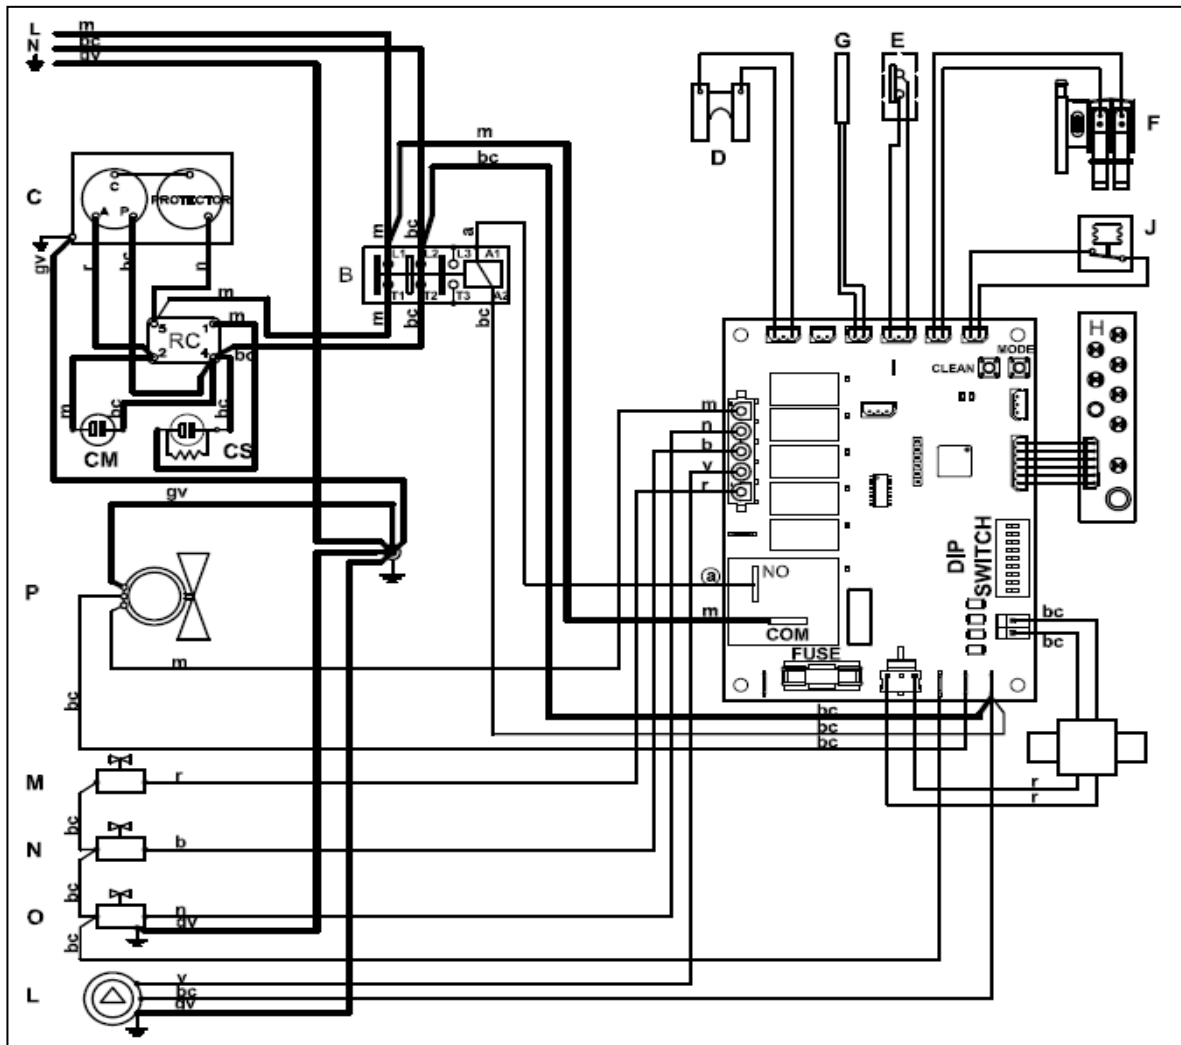 L m
N bc
gv
G E
D
F
J
m
bc
C
C
PROTECTOR
A P
gv
r bc n
m
m
5 1
RC
2 4
bc
m bc bc
CM CS
m bc a
B
L1 L2 L3 A1
T1 T2 T3 A2
m bc bc
H
MODE
CLEAN
m
n
b
v
r
DIP
SWITCH
a NO
m
COM
FUSE
bc
bc
gv
P
m
bc
bc
bc
bc
M r
r
r
bc
N b
bc
O n
gv
bc
L v
bc
gv